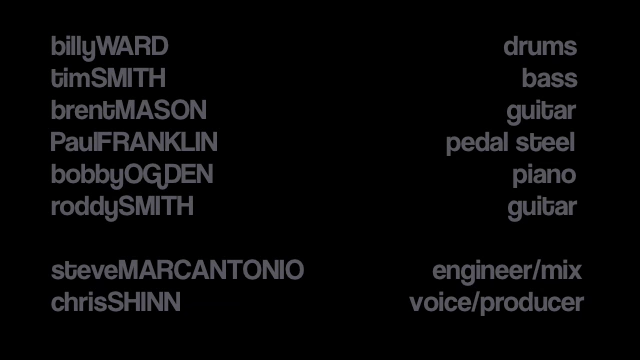 billyWARD drums
timSMITH bass
brentMASON guitar
PaulFRANKLIN pedal steel
bobbyOGDEN piano
roddySMITH guitar
steveMARCANTONIO engineer/mix
chrisSHINN voice/producer